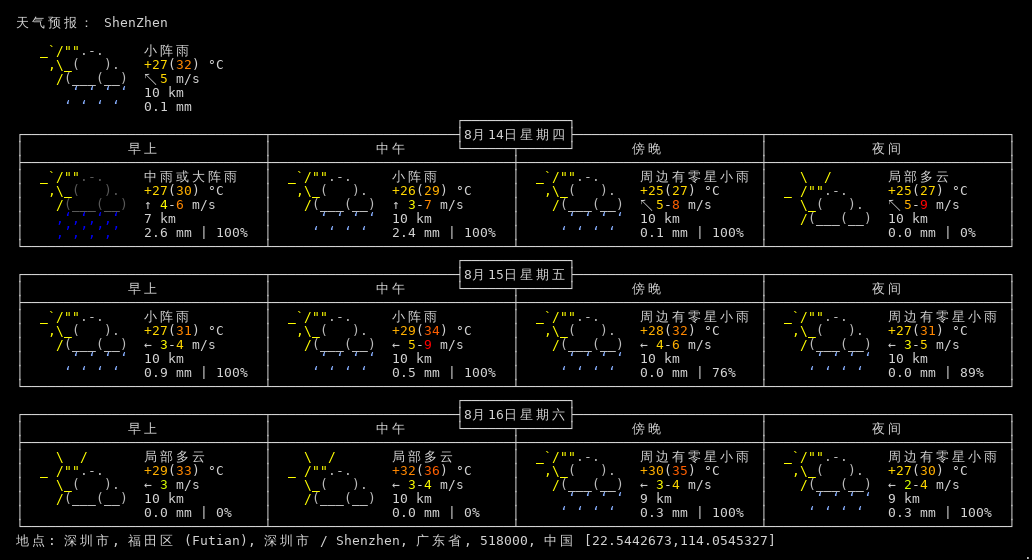 天气预报： ShenZhen
小阵雨
+27(32) °C
↖ 5 m/s
10 km
0.1 mm
8月14日星期四
早上 中午 傍晚 夜间
中雨或大阵雨 小阵雨 周边有零星小雨 局部多云
+27(30) °C +26(29) °C +25(27) °C +25(27) °C
↑ 4-6 m/s ↑ 3-7 m/s ↖ 5-8 m/s ↖ 5-9 m/s
7 km 10 km 10 km 10 km
2.6 mm | 100% 2.4 mm | 100% 0.1 mm | 100% 0.0 mm | 0%
8月15日星期五
早上 中午 傍晚 夜间
小阵雨 小阵雨 周边有零星小雨 周边有零星小雨
+27(31) °C +29(34) °C +28(32) °C +27(31) °C
← 3-4 m/s ← 5-9 m/s ← 4-6 m/s ← 3-5 m/s
10 km 10 km 10 km 10 km
0.9 mm | 100% 0.5 mm | 100% 0.0 mm | 76% 0.0 mm | 89%
8月16日星期六
早上 中午 傍晚 夜间
局部多云 局部多云 周边有零星小雨 周边有零星小雨
+29(33) °C +32(36) °C +30(35) °C +27(30) °C
← 3 m/s ← 3-4 m/s ← 3-4 m/s ← 2-4 m/s
10 km 10 km 9 km 9 km
0.0 mm | 0% 0.0 mm | 0% 0.3 mm | 100% 0.3 mm | 100%
地点: 深圳市, 福田区 (Futian), 深圳市 / Shenzhen, 广东省, 518000, 中国 [22.5442673,114.0545327]